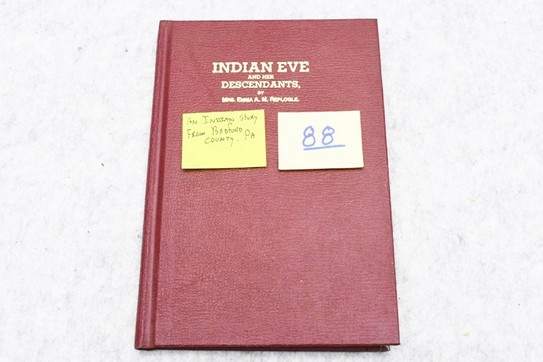 INDIAN EVE
AND HER
DESCENDANTS,
BY
MRS. EMMA A. M. REPLOGLE.
AN INDIAN STORY
FROM BEDFORD
COUNTY - PA
88